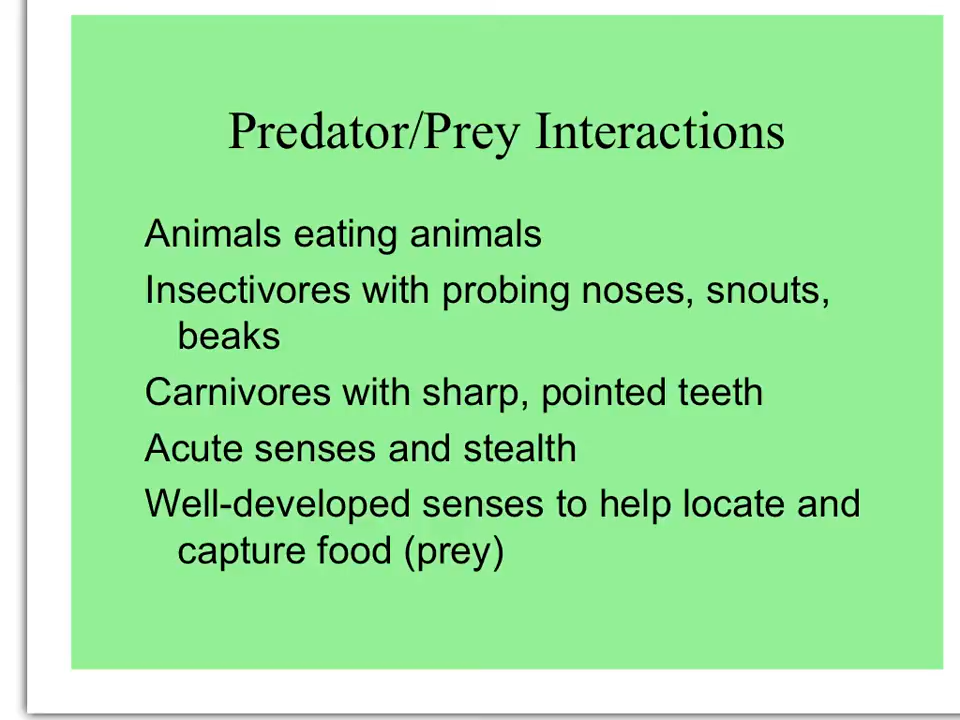 Predator/Prey Interactions
Animals eating animals
Insectivores with probing noses, snouts,
beaks
Carnivores with sharp, pointed teeth
Acute senses and stealth
Well-developed senses to help locate and
capture food (prey)